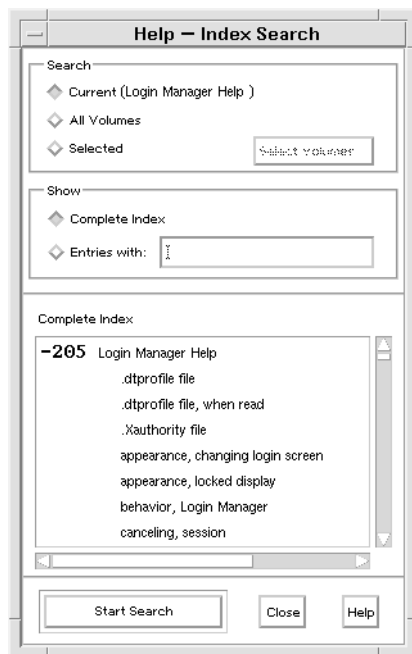 Help – Index Search
Search
Current (Login Manager Help )
All Volumes
Selected
Select Volumes
Show
Complete Index
Entries with:
Complete Index
-205 Login Manager Help
.dtprofile file
.dtprofile file, when read
.Xauthority file
appearance, changing login screen
appearance, locked display
behavior, Login Manager
canceling, session
Start Search
Close
Help